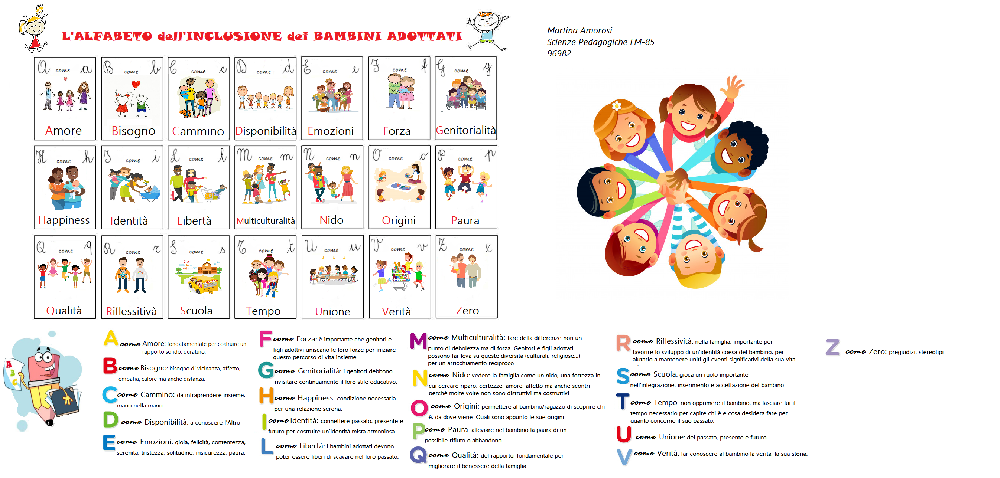 L'ALFABETO dell'INCLUSIONE dei BAMBINI ADOTTATI
Martina Amorosi
Scienze Pedagogiche LM-85
96982
A come a
Amore
B come b
Bisogno
C come c
Cammino
D come d
Disponibilità
E come e
Emozioni
F come f
Forza
G come g
Genitorialità
H come h
Happiness
I come i
Identità
L come l
Libertà
M come m
Multiculturalità
N come n
Nido
O come o
Origini
P come p
Paura
Q come q
Qualità
R come r
Riflessitivà
S come s
Back
to
School
Scuola
T come t
Tempo
U come u
Unione
V come v
Verità
Z come z
Zero
A
B
C
A come Amore: fondatamentale per costruire un
rapporto solido, duraturo.
B come Bisogno: bisogno di vicinanza, affetto,
empatia, calore ma anche distanza.
C come Cammino: da intraprendere insieme,
mano nella mano.
D come Disponibilità: a conoscere l'Altro.
E come Emozioni: gioia, felicità, contentezza,
serenità, tristezza, solitudine, insicurezza, paura.
F come Forza: è importante che genitori e
figli adottivi uniscano le loro forze per iniziare
questo percorso di vita insieme.
G come Genitorialità: i genitori debbono
rivisitare continuamente il loro stile educativo.
H come Happiness: condizione necessaria
per una relazione serena.
I come Identità: connettere passato, presente e
futuro per costruire un'identità mista armoniosa.
L come Libertà: i bambini adottati devono
poter essere liberi di scavare nel loro passato.
M come Multiculturalità: fare della differenze non un
punto di debolezza ma di forza. Genitori e figli adottati
possono far leva su queste diversità (culturali, religiose...)
per un arricchiamento reciproco.
N come Nido: vedere la famiglia come un nido, una fortezza in
cui cercare riparo, certezze, amore, affetto ma anche scontri
perchè molte volte non sono distruttivi ma costruttivi.
O come Origini: permettere al bambino/ragazzo di scoprire chi
è, da dove viene. Quali sono appunto le sue origini.
P come Paura: alleviare nel bambino la paura di un
possibile rifiuto o abbandono.
Q come Qualità: del rapporto, fondamentale per
migliorare il benessere della famiglia.
R come Riflessività: nella famiglia, importante per
favorire lo sviluppo di un'identità coesa del bambino, per
aiutarlo a mantenere uniti gli eventi significativi della sua vita.
S come Scuola: gioca un ruolo importante
nell'integrazione, inserimento e accettazione del bambino.
T come Tempo: non opprimere il bambino, ma lasciare lui il
tempo necessario per capire chi è e cosa desidera fare per
quanto concerne il suo passato.
U come Unione: del passato, presente e futuro.
V come Verità: far conoscere al bambino la verità, la sua storia.
Z come Zero: pregiudizi, stereotipi.